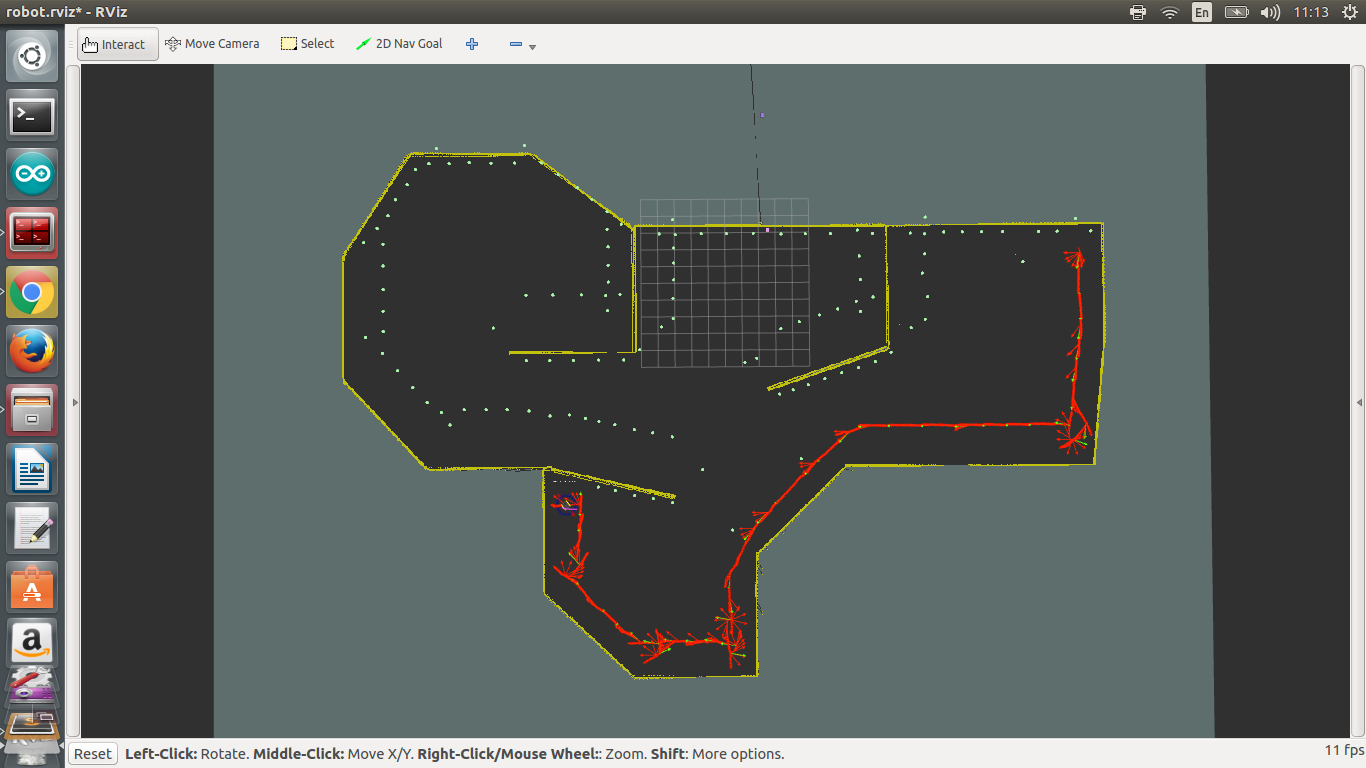 robot.rviz* - RViz
En
11:13
Interact
Move Camera
Select
2D Nav Goal
Reset
Left-Click: Rotate. Middle-Click: Move X/Y. Right-Click/Mouse Wheel:: Zoom. Shift: More options.
11 fps